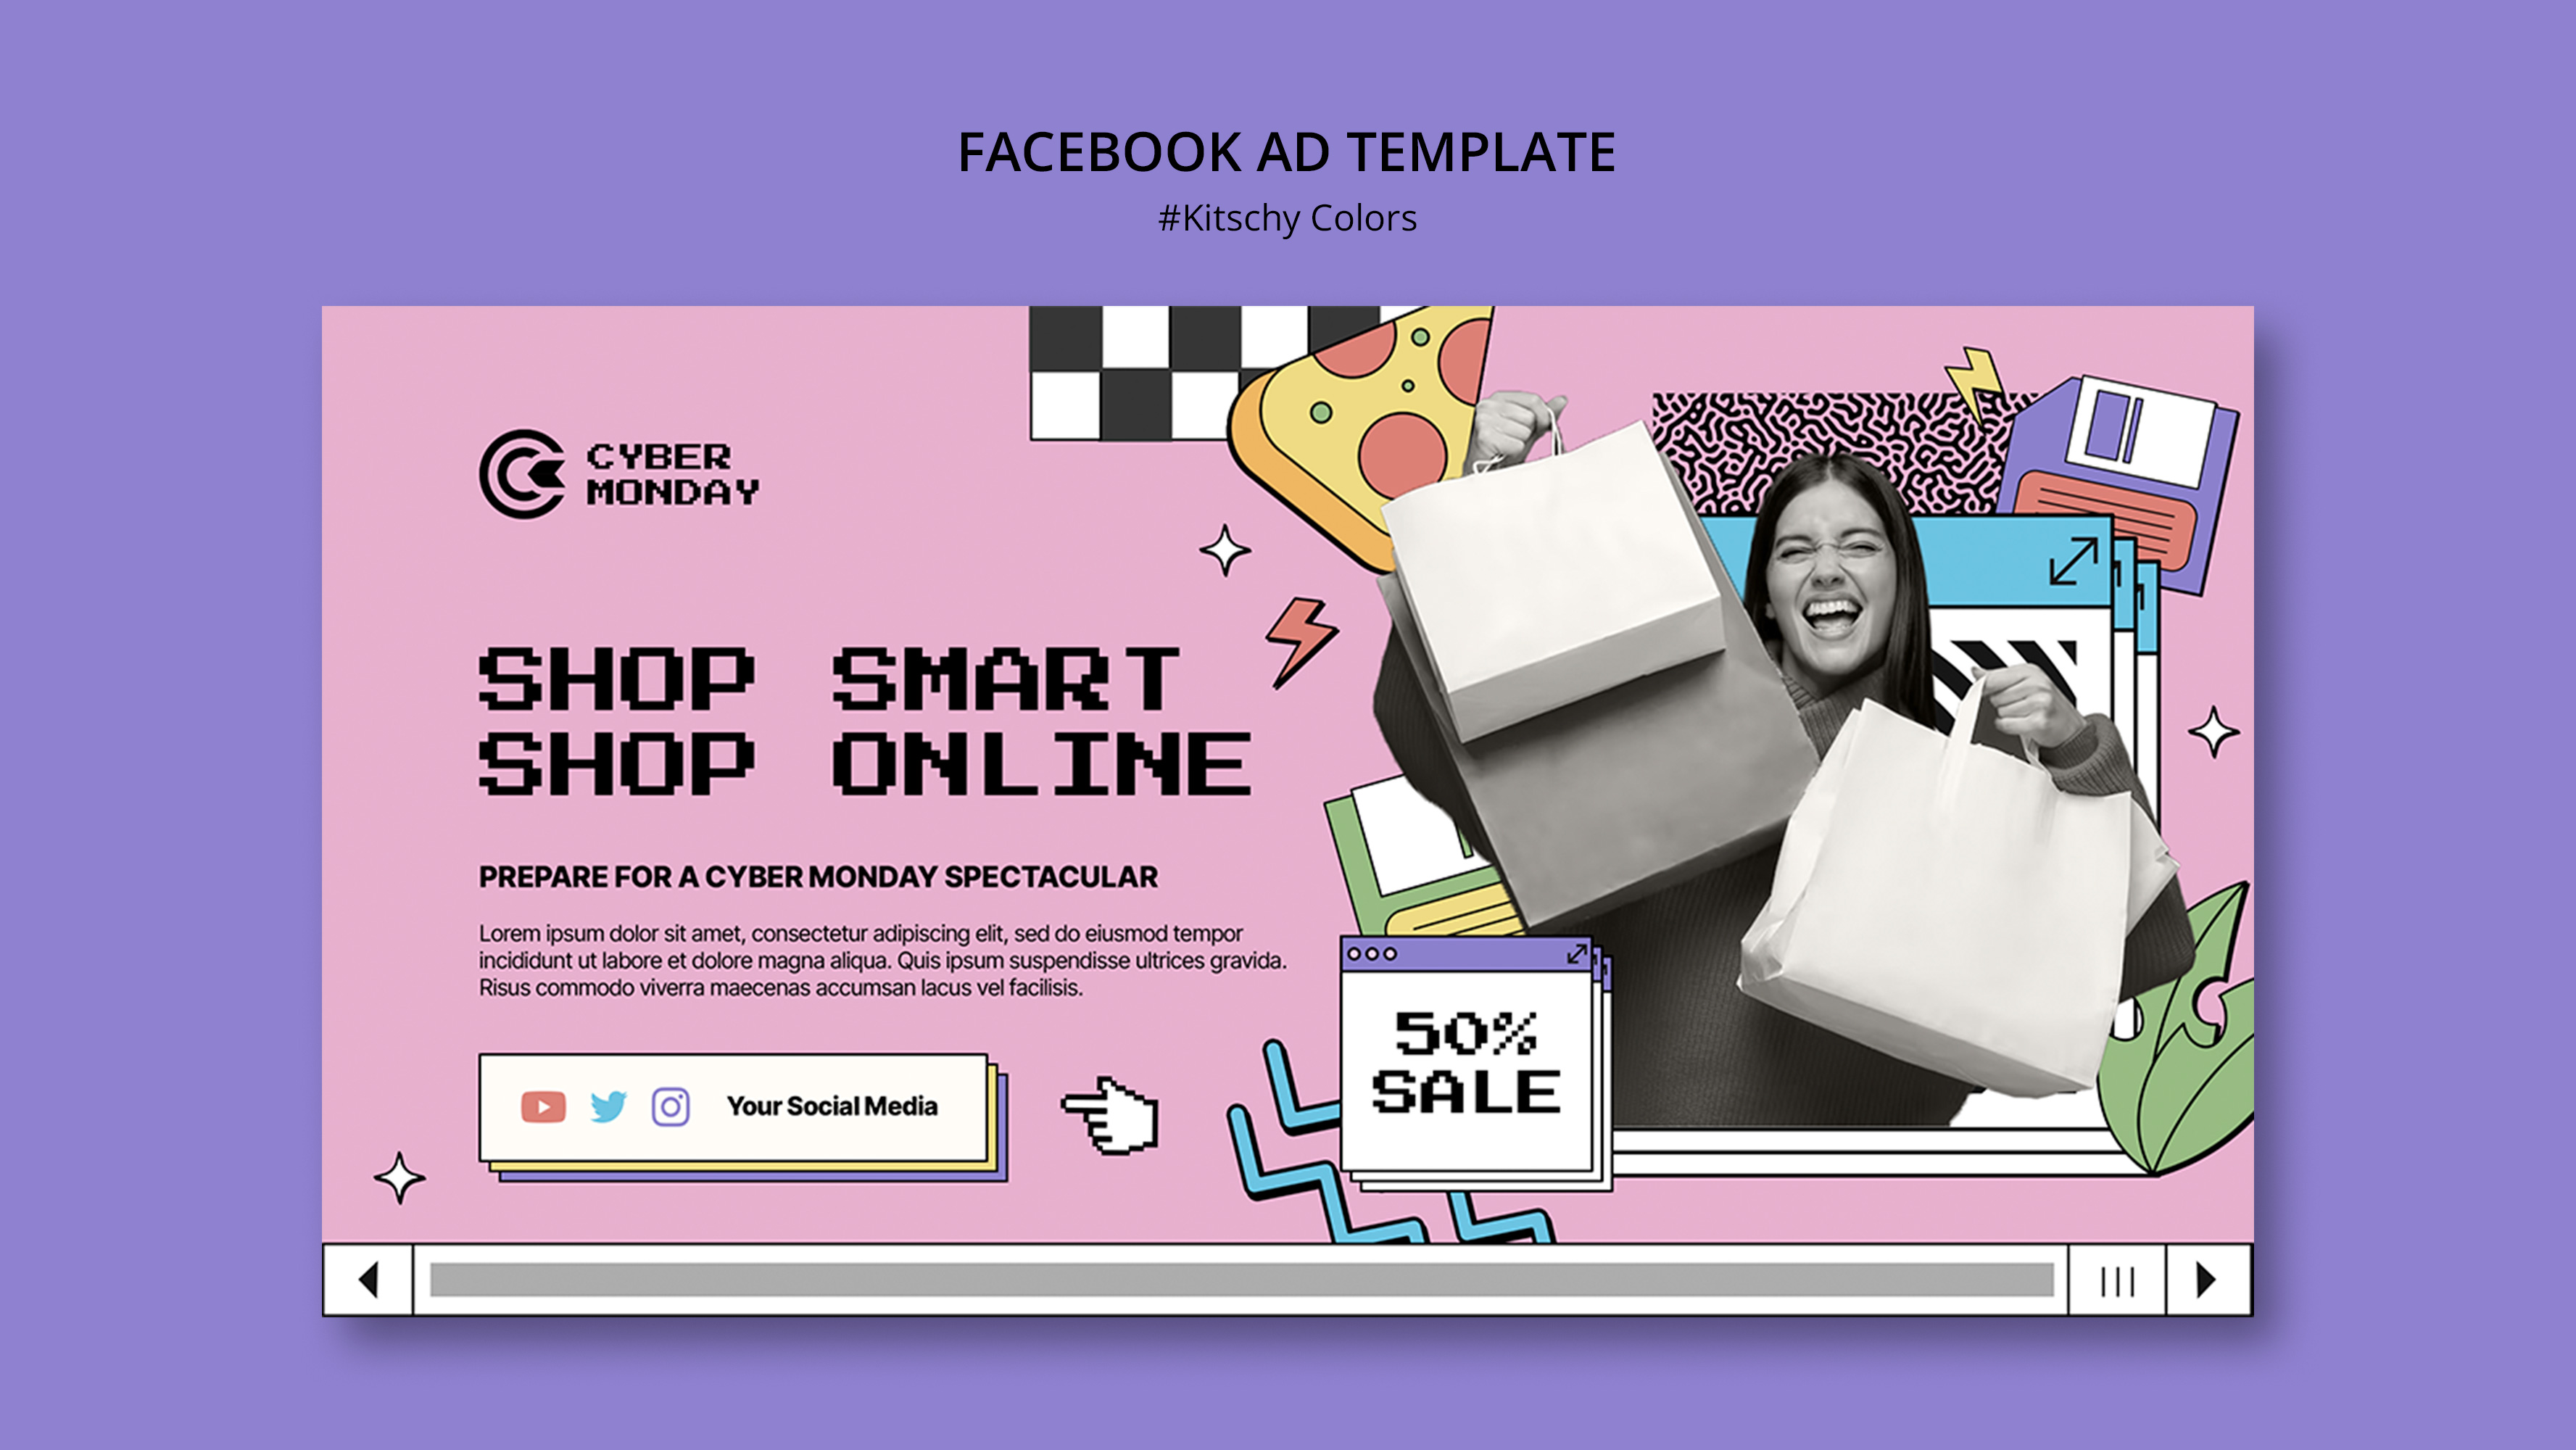 FACEBOOK AD TEMPLATE
#Kitschy Colors
CYBER
MONDAY
SHOP SMART
SHOP ONLINE
PREPARE FOR A CYBER MONDAY SPECTACULAR
Lorem ipsum dolor sit amet, consectetur adipiscing elit, sed do eiusmod tempor
incididunt ut labore et dolore magna aliqua. Quis ipsum suspendisse ultrices gravida.
Risus commodo viverra maecenas accumsan lacus vel facilisis.
Your Social Media
50%
SALE